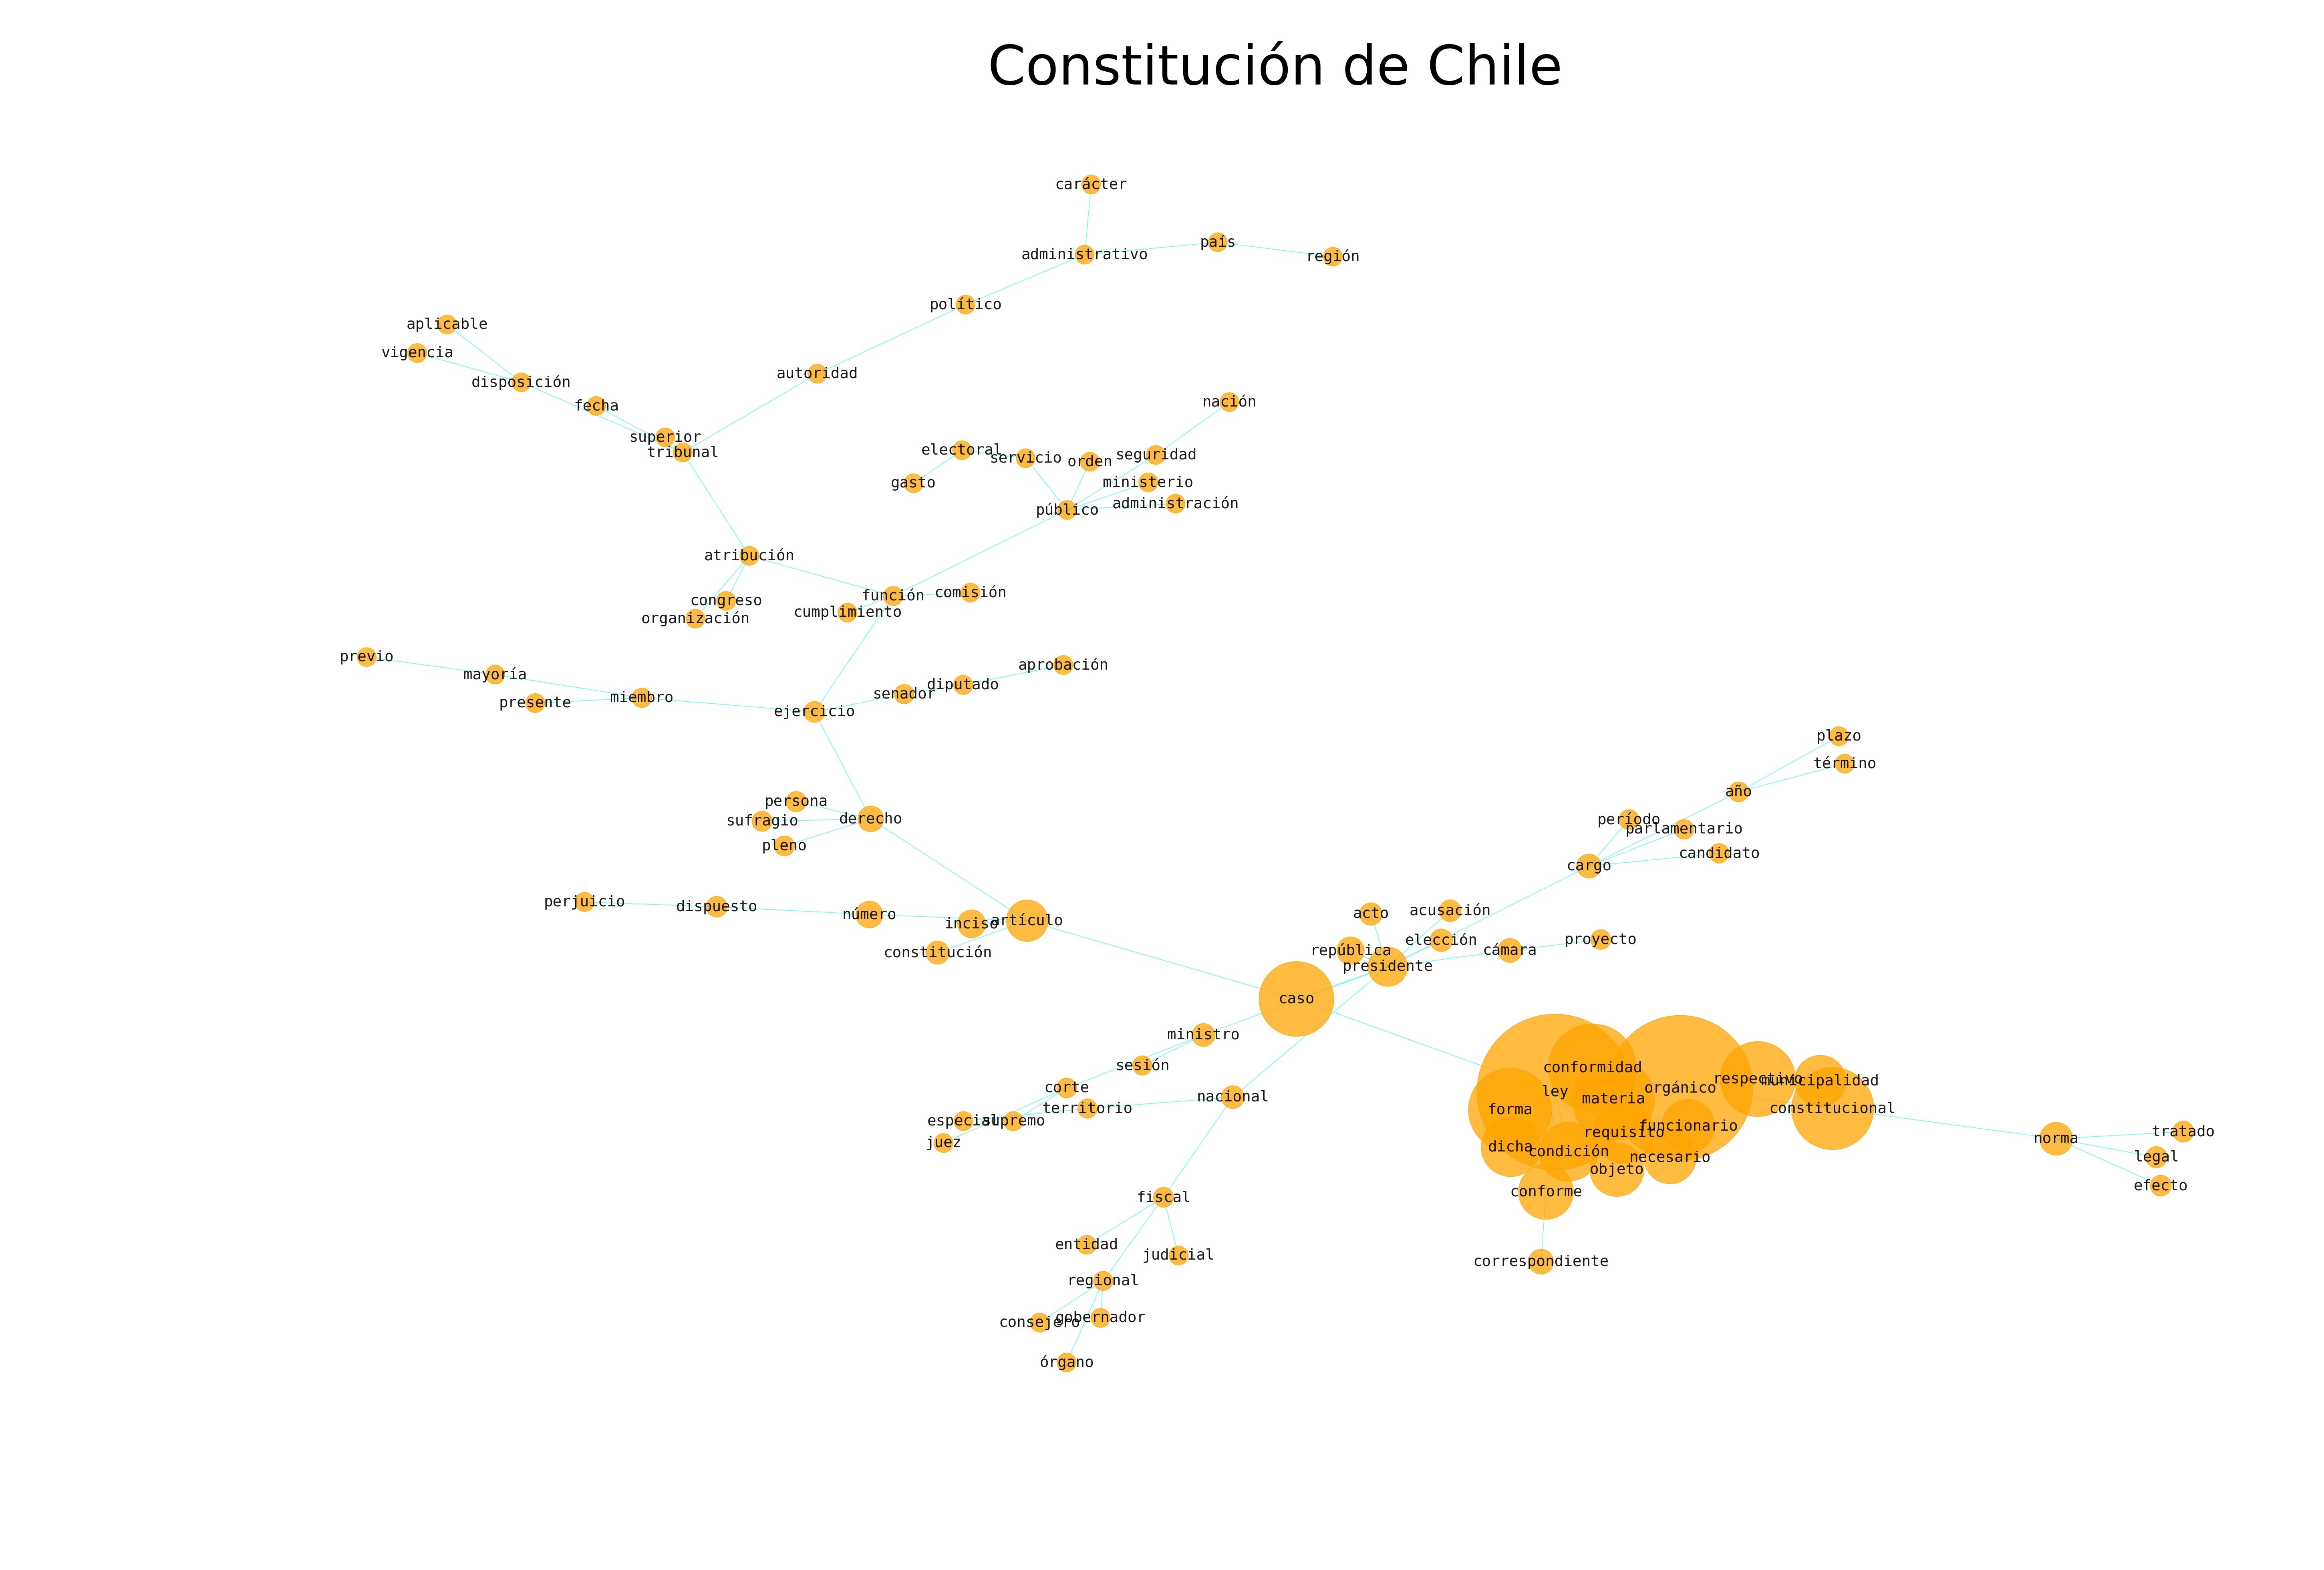 Constitución de Chile
carácter
país
administrativo
región
político
aplicable
vigencia
autoridad
disposición
nación
fecha
superior
electoral
tribunal
servicio
seguridad
orden
gasto
ministerio
administración
público
atribución
comisión
función
congreso
cumplimiento
organización
previo
aprobación
mayoría
diputado
senador
miembro
presente
ejercicio
plazo
término
año
persona
derecho
sufragio
período
parlamentario
pleno
candidato
cargo
perjuicio
dispuesto
número
acto
acusación
artículo
inciso
elección
proyecto
república
cámara
constitución
presidente
caso
ministro
sesión
conformidad
respectivo
municipalidad
corte
orgánico
ley
nacional
materia
territorio
forma
constitucional
especial
supremo
funcionario
requisito
juez
norma
tratado
dicha
condición
necesario
legal
objeto
efecto
conforme
fiscal
entidad
judicial
correspondiente
regional
gobernador
consejero
órgano